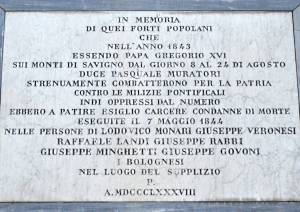 IN MEMORIA
DI QUEI FORTI POPOLANI
CHE
NELL'ANNO 1843
ESSENDO PAPA GREGORIO XVI
SUI MONTI DI SAVIGNO DAL GIORNO 8 AL 24 DI AGOSTO
DUCE PASQUALE MURATORI
STRENUAMENTE COMBATTERONO PER LA PATRIA
CONTRO LE MILIZIE PONTIFICALI
INDI OPPRESSI DAL NUMERO
EBBERO A PATIRE ESIGLIO CARCERE CONDANNE DI MORTE
ESEGUITE IL 7 MAGGIO 1844
NELLE PERSONE DI LODOVICO MONARI GIUSEPPE VERONESI
RAFFAELE LANDI GIUSEPPE RABBI
GIUSEPPE MINGHETTI GIUSEPPE GOVONI
I BOLOGNESI
NEL LUOGO DEL SUPPLIZIO
P.
A. MDCCCLXXXVIII